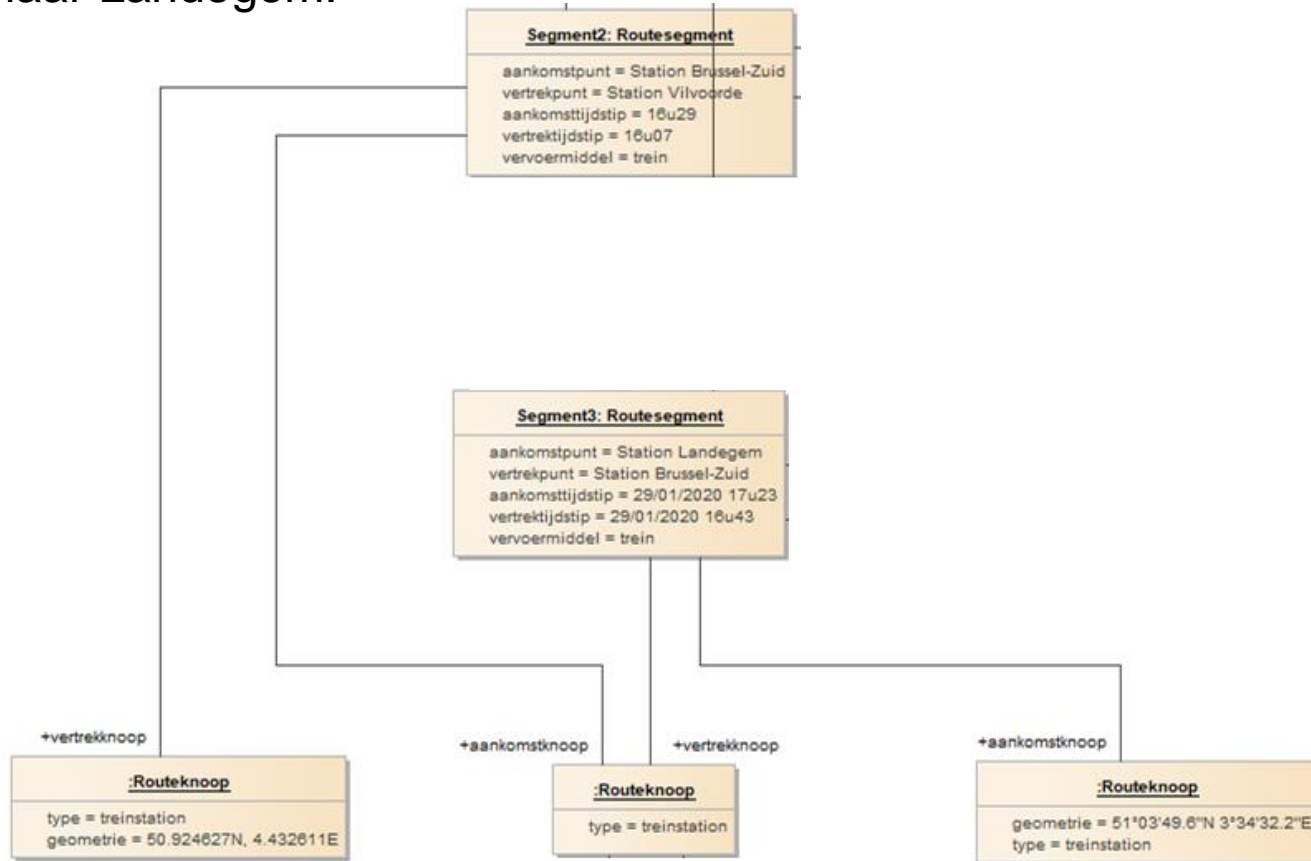 naar Landegem.
Segment2: Routesegment
aankomstpunt = Station Brussel-Zuid
vertrekpunt = Station Vilvoorde
aankomsttijdstip = 16u29
vertrektijdstip = 16u07
vervoermiddel = trein
Segment3: Routesegment
aankomstpunt = Station Landegem
vertrekpunt = Station Brussel-Zuid
aankomsttijdstip = 29/01/2020 17u23
vertrektijdstip = 29/01/2020 16u43
vervoermiddel = trein
+vertrekknoop
:Routeknoop
type = treinstation
geometrie = 50.924627N, 4.432611E
+aankomstknoop
+vertrekknoop
:Routeknoop
type = treinstation
+aankomstknoop
:Routeknoop
geometrie = 51°03'49.6"N 3°34'32.2"E
type = treinstation